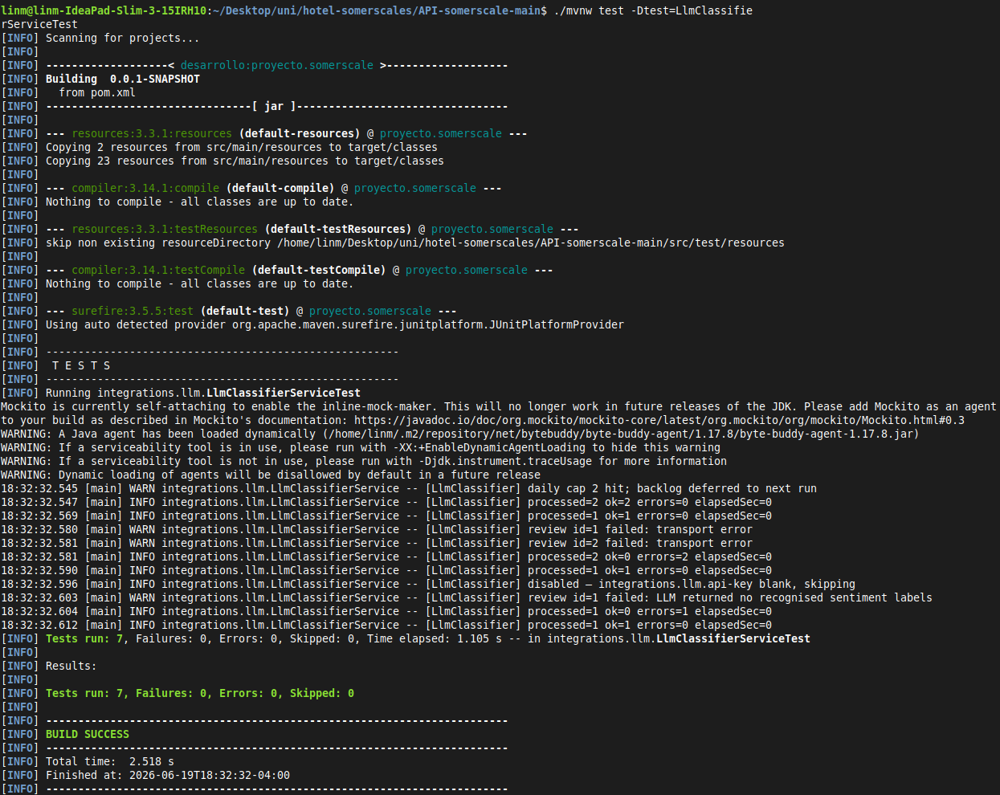 linm@linm-IdeaPad-Slim-3-15IRH10:~/Desktop/uni/hotel-somerscales/API-somerscale-main$ ./mvnw test -Dtest=LlmClassifie
rServiceTest
[INFO] Scanning for projects...
[INFO]
[INFO] -------------------< desarrollo:proyecto.somerscale >-------------------
[INFO] Building  0.0.1-SNAPSHOT
[INFO]   from pom.xml
[INFO] --------------------------------[ jar ]---------------------------------
[INFO]
[INFO] --- resources:3.3.1:resources (default-resources) @ proyecto.somerscale ---
[INFO] Copying 2 resources from src/main/resources to target/classes
[INFO] Copying 23 resources from src/main/resources to target/classes
[INFO]
[INFO] --- compiler:3.14.1:compile (default-compile) @ proyecto.somerscale ---
[INFO] Nothing to compile - all classes are up to date.
[INFO]
[INFO] --- resources:3.3.1:testResources (default-testResources) @ proyecto.somerscale ---
[INFO] skip non existing resourceDirectory /home/linm/Desktop/uni/hotel-somerscales/API-somerscale-main/src/test/resources
[INFO]
[INFO] --- compiler:3.14.1:testCompile (default-testCompile) @ proyecto.somerscale ---
[INFO] Nothing to compile - all classes are up to date.
[INFO]
[INFO] --- surefire:3.5.5:test (default-test) @ proyecto.somerscale ---
[INFO] Using auto detected provider org.apache.maven.surefire.junitplatform.JUnitPlatformProvider
[INFO]
[INFO] -------------------------------------------------------
[INFO]  T E S T S
[INFO] -------------------------------------------------------
[INFO] Running integrations.llm.LlmClassifierServiceTest
Mockito is currently self-attaching to enable the inline-mock-maker. This will no longer work in future releases of the JDK. Please add Mockito as an agent
to your build as described in Mockito's documentation: https://javadoc.io/doc/org.mockito/mockito-core/latest/org.mockito/org/mockito/Mockito.html#0.3
WARNING: A Java agent has been loaded dynamically (/home/linm/.m2/repository/net/bytebuddy/byte-buddy-agent/1.17.8/byte-buddy-agent-1.17.8.jar)
WARNING: If a serviceability tool is in use, please run with -XX:+EnableDynamicAgentLoading to hide this warning
WARNING: If a serviceability tool is not in use, please run with -Djdk.instrument.traceUsage for more information
WARNING: Dynamic loading of agents will be disallowed by default in a future release
18:32:32.545 [main] WARN integrations.llm.LlmClassifierService -- [LlmClassifier] daily cap 2 hit; backlog deferred to next run
18:32:32.547 [main] INFO integrations.llm.LlmClassifierService -- [LlmClassifier] processed=2 ok=2 errors=0 elapsedSec=0
18:32:32.569 [main] INFO integrations.llm.LlmClassifierService -- [LlmClassifier] processed=1 ok=1 errors=0 elapsedSec=0
18:32:32.580 [main] WARN integrations.llm.LlmClassifierService -- [LlmClassifier] review id=1 failed: transport error
18:32:32.581 [main] WARN integrations.llm.LlmClassifierService -- [LlmClassifier] review id=2 failed: transport error
18:32:32.581 [main] INFO integrations.llm.LlmClassifierService -- [LlmClassifier] processed=2 ok=0 errors=2 elapsedSec=0
18:32:32.590 [main] INFO integrations.llm.LlmClassifierService -- [LlmClassifier] processed=1 ok=1 errors=0 elapsedSec=0
18:32:32.596 [main] INFO integrations.llm.LlmClassifierService -- [LlmClassifier] disabled — integrations.llm.api-key blank, skipping
18:32:32.603 [main] WARN integrations.llm.LlmClassifierService -- [LlmClassifier] review id=1 failed: LLM returned no recognised sentiment labels
18:32:32.604 [main] INFO integrations.llm.LlmClassifierService -- [LlmClassifier] processed=1 ok=0 errors=1 elapsedSec=0
18:32:32.612 [main] INFO integrations.llm.LlmClassifierService -- [LlmClassifier] processed=1 ok=1 errors=0 elapsedSec=0
[INFO] Tests run: 7, Failures: 0, Errors: 0, Skipped: 0, Time elapsed: 1.105 s -- in integrations.llm.LlmClassifierServiceTest
[INFO]
[INFO] Results:
[INFO]
[INFO] Tests run: 7, Failures: 0, Errors: 0, Skipped: 0
[INFO]
[INFO] ------------------------------------------------------------------------
[INFO] BUILD SUCCESS
[INFO] ------------------------------------------------------------------------
[INFO] Total time:  2.518 s
[INFO] Finished at: 2026-06-19T18:32:32-04:00
[INFO] ------------------------------------------------------------------------